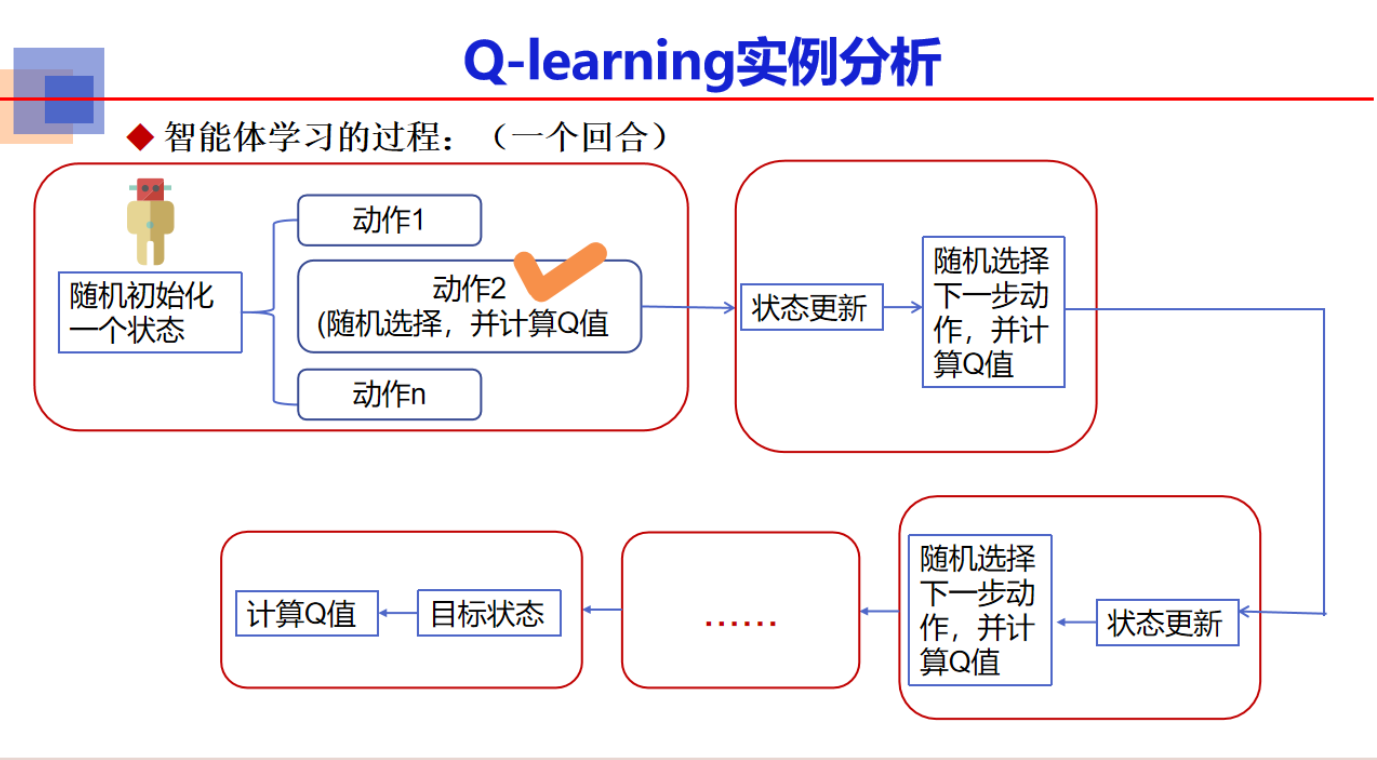 Q-learning实例分析
智能体学习的过程：（一个回合）
随机初始化
一个状态
动作1
动作2
(随机选择，并计算Q值
动作n
状态更新
随机选择
下一步动
作，并计
算Q值
状态更新
随机选择
下一步动
作，并计
算Q值
......
目标状态
计算Q值